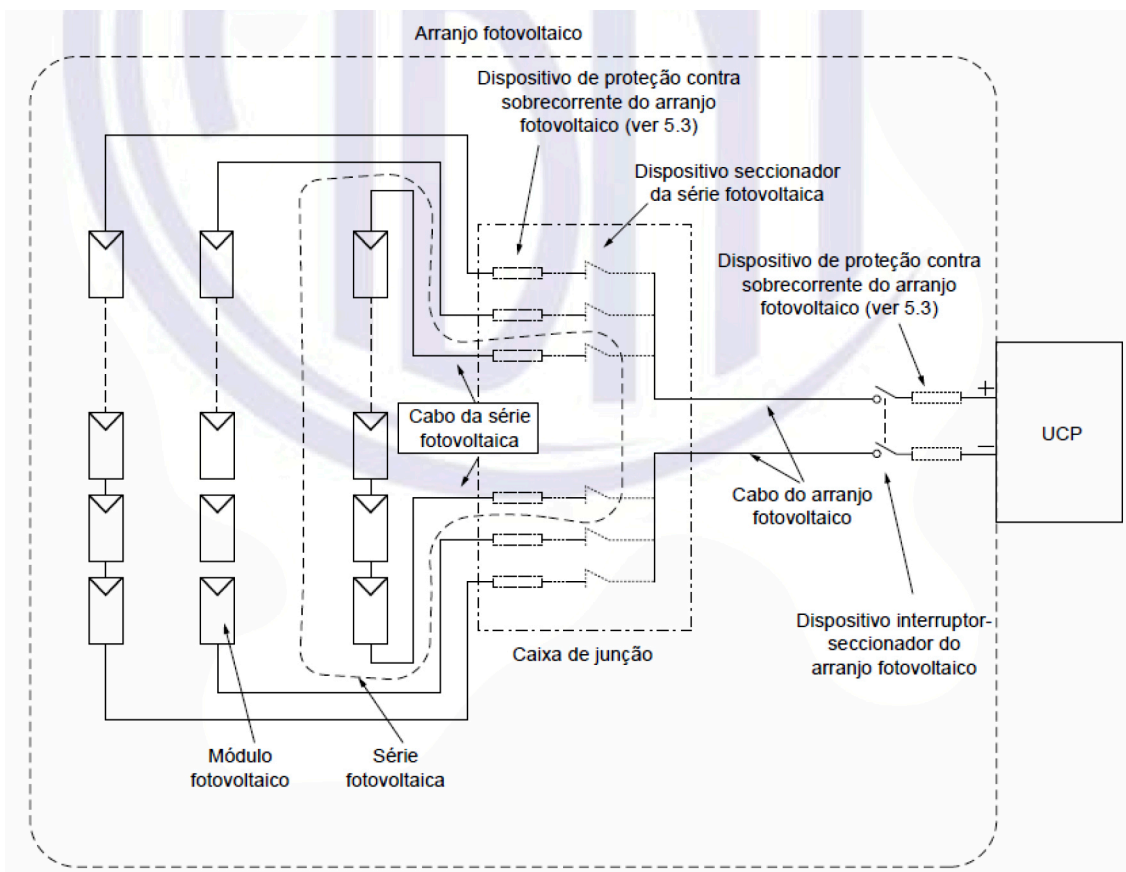 Arranjo fotovoltaico
Dispositivo de proteção contra
sobrecorrente do arranjo
fotovoltaico (ver 5.3)
Dispositivo seccionador
da série fotovoltaica
Dispositivo de proteção contra
sobrecorrente do arranjo
fotovoltaico (ver 5.3)
+
−
UCP
Cabo da série
fotovoltaica
Cabo do arranjo
fotovoltaico
Dispositivo interruptor-
seccionador do
arranjo fotovoltaico
Caixa de junção
Módulo
fotovoltaico
Série
fotovoltaica